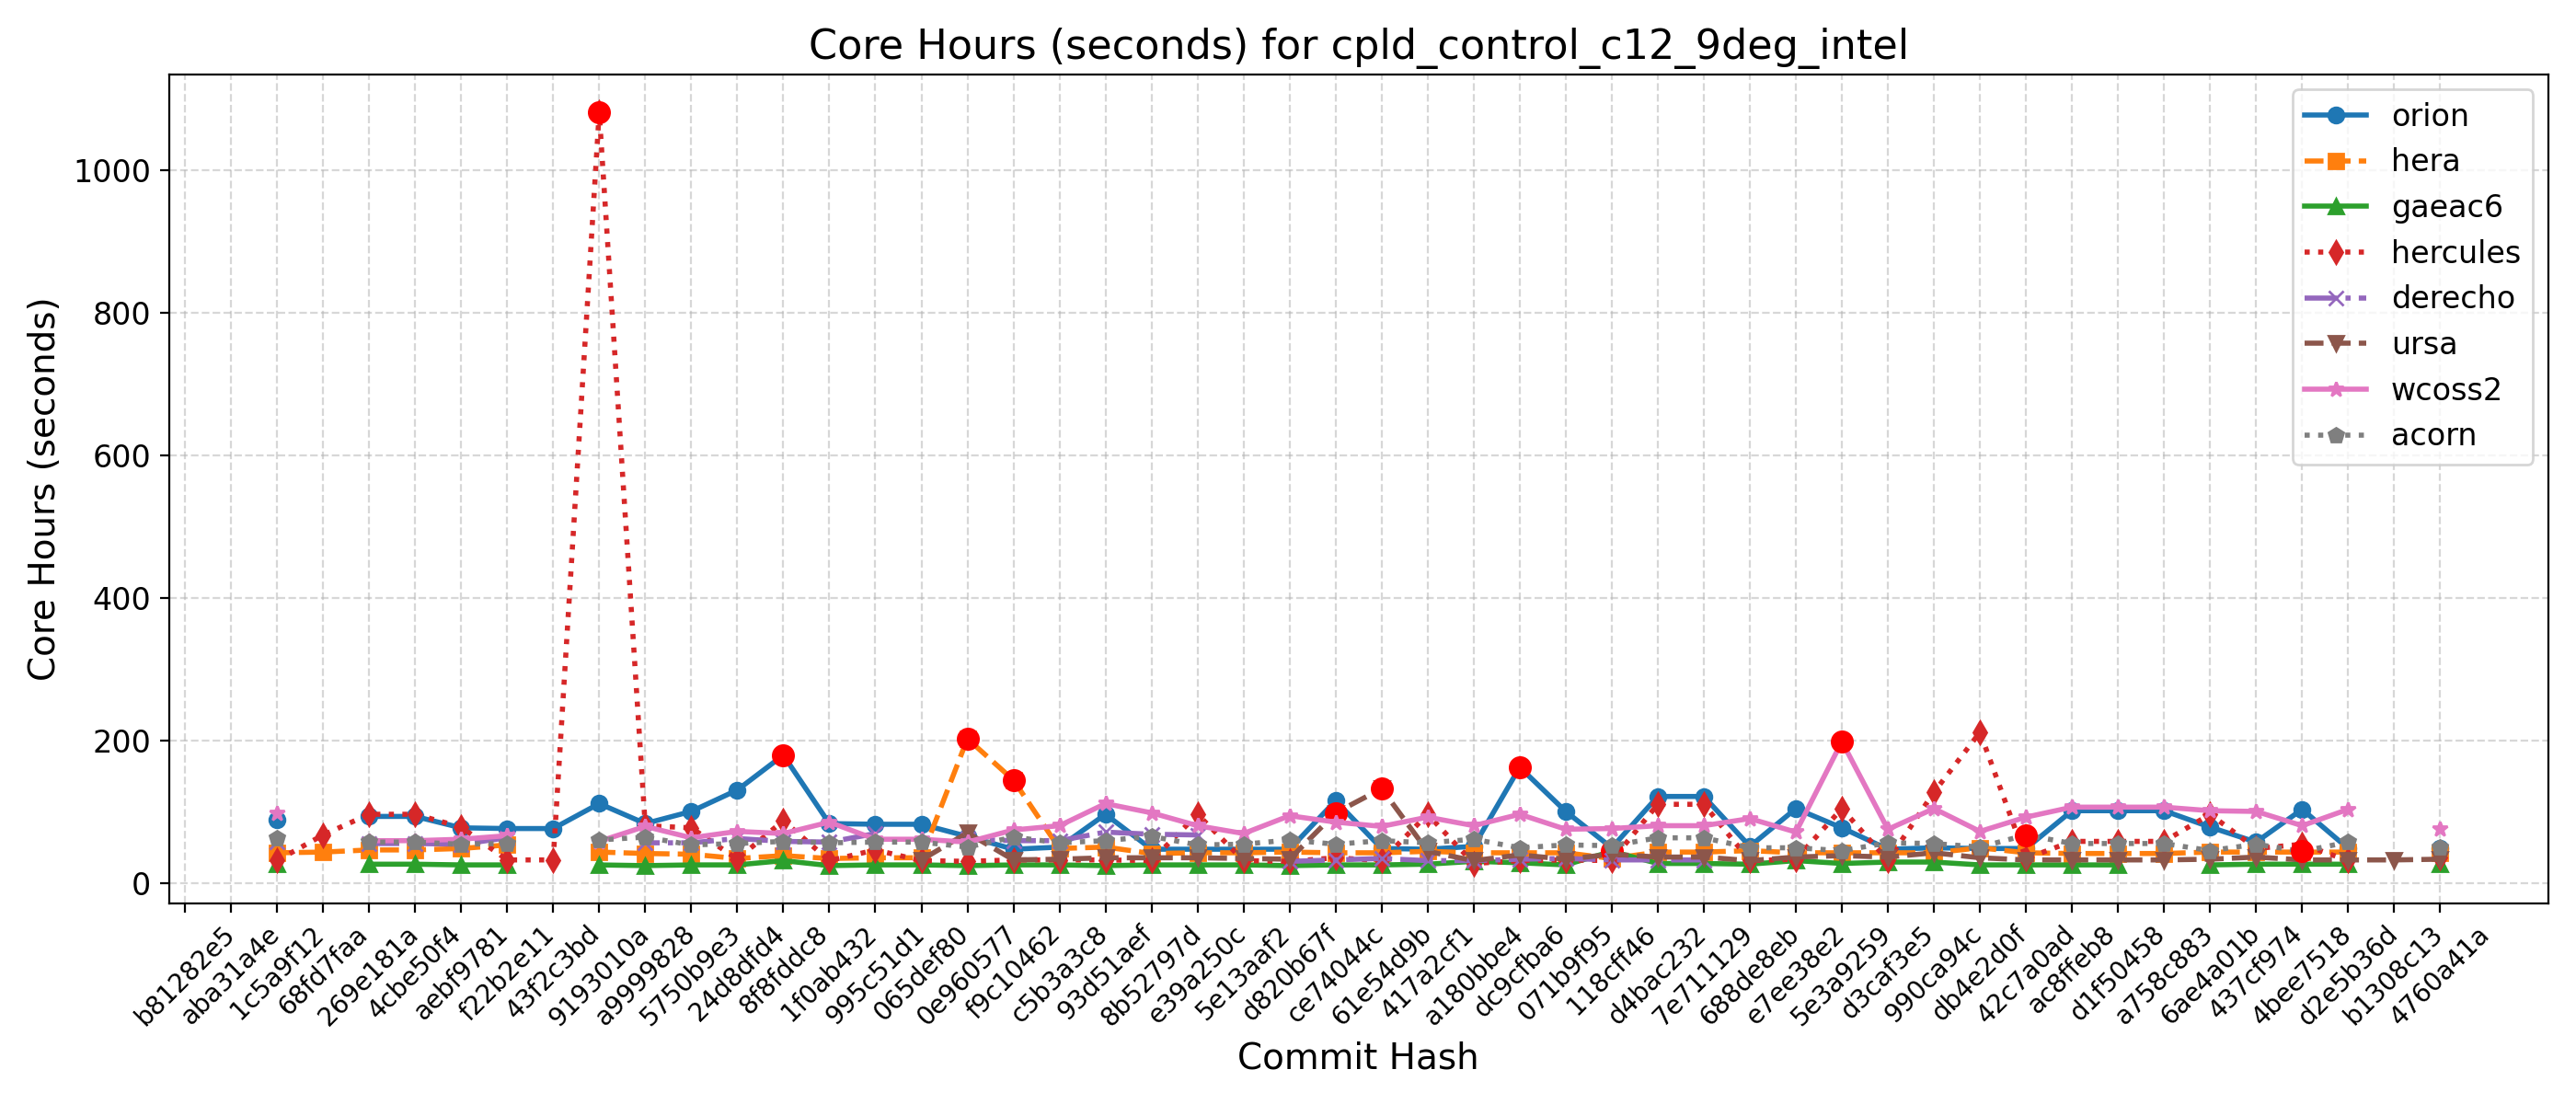 Core Hours (seconds) for cpld_control_c12_9deg_intel
Core Hours (seconds)
1000
800
600
400
200
0
orion
hera
gaeac6
hercules
derecho
ursa
wcoss2
acorn
b81282e5
aba31a4e
1c5a9f12
68fd7faa
269e181a
4cbe50f4
aebf9781
f22b2e11
43f2c3bd
9193010a
a9999828
5750b9e3
24d8dfd4
8f8fddc8
1f0ab432
995c51d1
065def80
0e960577
f9c10462
c5b3a3c8
93d51aef
8b52797d
e39a250c
5e13aaf2
d820b67f
ce74044c
61e54d9b
417a2cf1
a180bbe4
dc9cfba6
071b9f95
118cff46
d4bac232
7e711129
688de8eb
e7ee38e2
5e3a9259
d3caf3e5
990ca94c
db4e2d0f
42c7a0ad
ac8ffeb8
d1f50458
a758c883
6ae4a01b
437cf974
4bee7518
d2e5b36d
b1308c13
4760a41a
Commit Hash